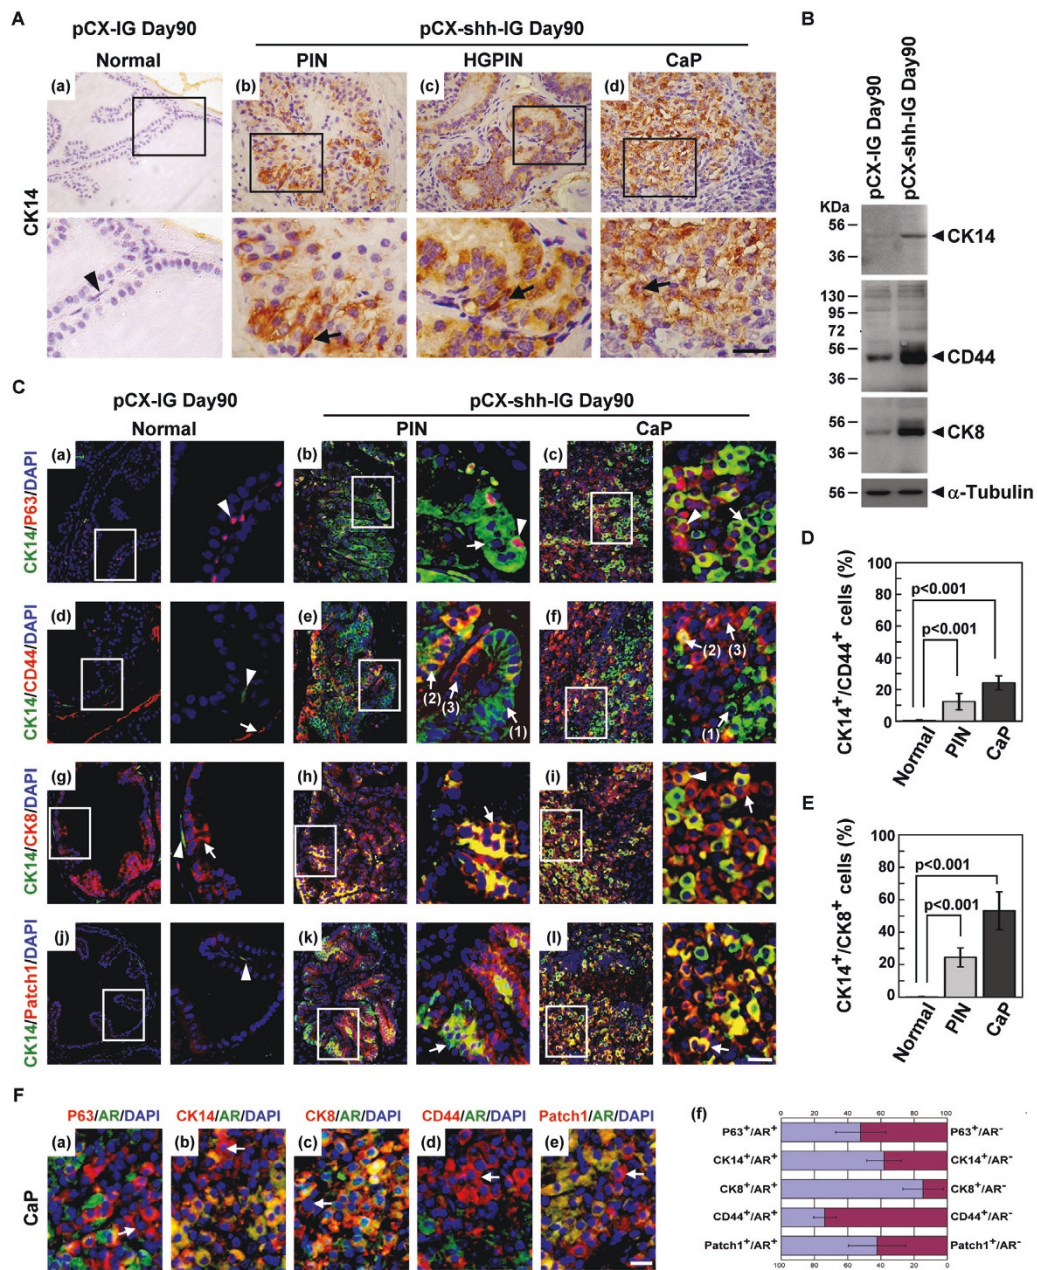 A
pCX-IG Day90
pCX-shh-IG Day90
Normal
PIN
HGPIN
CaP
(a)
(b)
(c)
(d)
CK14
B
pCX-IG Day90
pCX-shh-IG Day90
KDa
56
36
CK14
130
95
72
56
36
CD44
56
36
CK8
56
α-Tubulin
C
pCX-IG Day90
pCX-shh-IG Day90
Normal
PIN
CaP
CK14/P63/DAPI
(a)
(b)
(c)
CK14/CD44/DAPI
(d)
(e)
(2)
(3)
(1)
(f)
(2)
(3)
(1)
CK14/CK8/DAPI
(g)
(h)
(i)
CK14/Patch1/DAPI
(j)
(k)
(l)
D
CK14+/CD44+ cells (%)
100
80
60
40
20
0
p<0.001
p<0.001
Normal
PIN
CaP
E
CK14+/CK8+ cells (%)
100
80
60
40
20
0
p<0.001
p<0.001
Normal
PIN
CaP
F
P63/AR/DAPI
CK14/AR/DAPI
CK8/AR/DAPI
CD44/AR/DAPI
Patch1/AR/DAPI
CaP
(a)
(b)
(c)
(d)
(e)
(f)
0 20 40 60 80 100
P63+/AR+ P63+/AR-
CK14+/AR+ CK14+/AR-
CK8+/AR+ CK8+/AR-
CD44+/AR+ CD44+/AR-
Patch1+/AR+ Patch1+/AR-
100 80 60 40 20 0